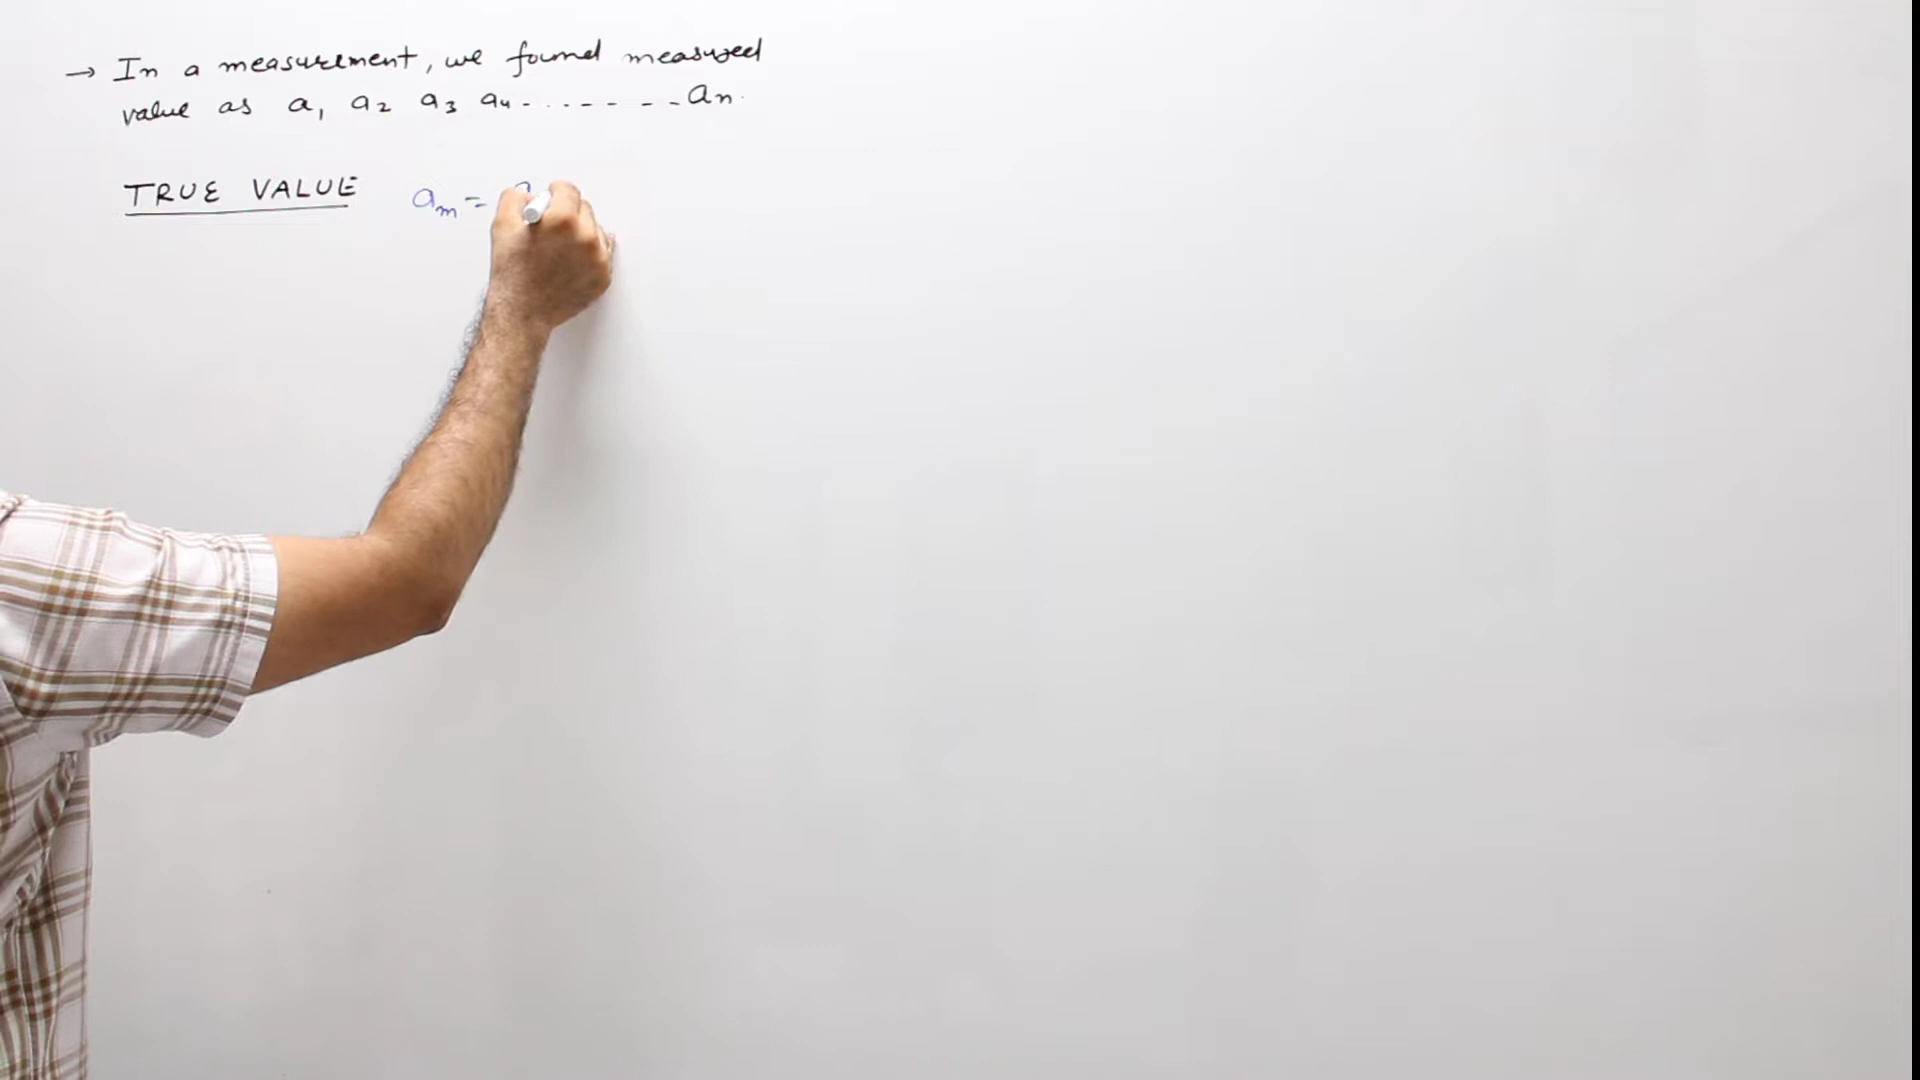 → In a measurement, we found measured
value as a₁ a₂ a₃ a₄ - . . - - - - aₙ.
TRUE VALUE aₘ = a